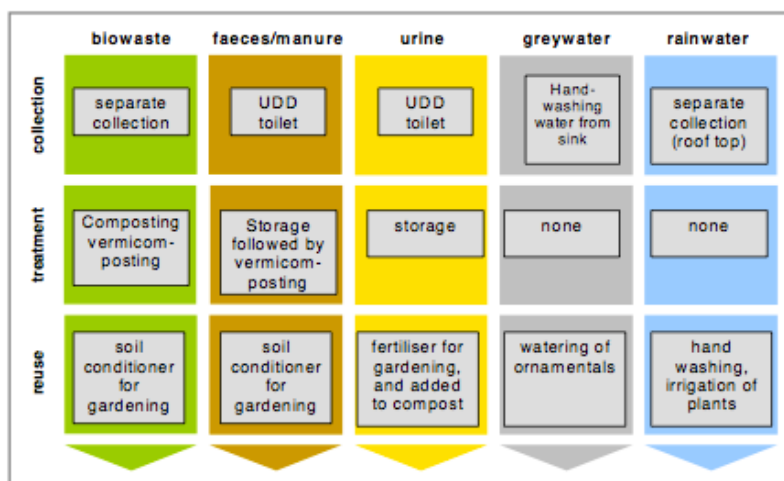 biowaste
faeces/manure
urine
greywater
rainwater
collection
separate
collection
UDD
toilet
UDD
toilet
Hand-
washing
water from
sink
separate
collection
(roof top)
treatment
Composting
vermicom-
posting
Storage
followed by
vermicom-
posting
storage
none
none
reuse
soil
conditioner
for
gardening
soil
conditioner
for
gardening
fertiliser for
gardening,
and added
to compost
watering of
ornamentals
hand
washing,
irrigation of
plants